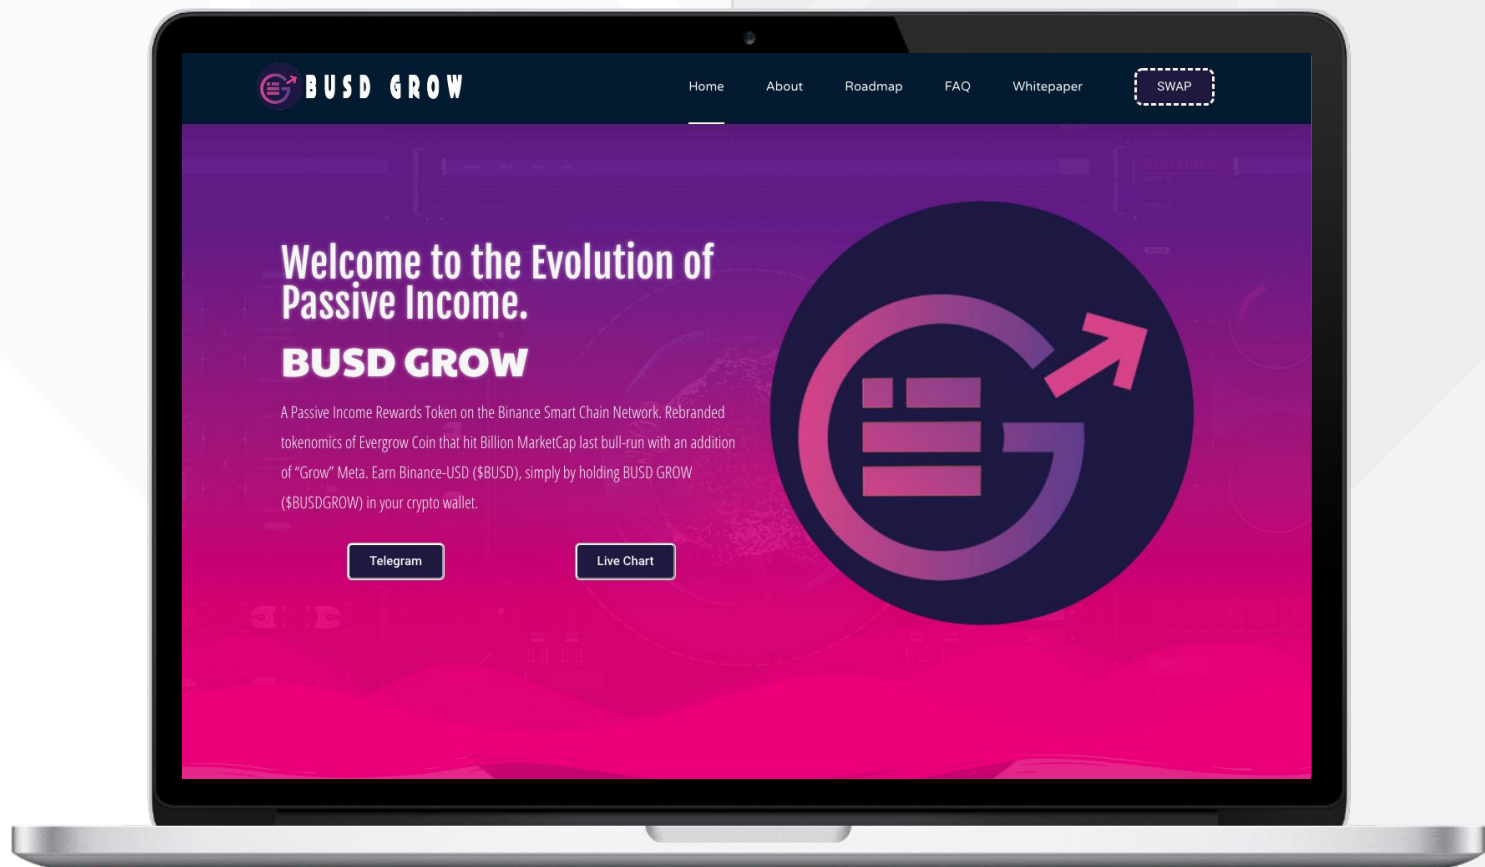 BUSD GROW
Home
About
Roadmap
FAQ
Whitepaper
SWAP
SYS.CONFIG
Welcome to the Evolution of
Passive Income.
BUSD GROW
A Passive Income Rewards Token on the Binance Smart Chain Network. Rebranded
tokenomics of Evergrow Coin that hit Billion MarketCap last bull-run with an addition
of “Grow” Meta. Earn Binance-USD ($BUSD), simply by holding BUSD GROW
($BUSDGROW) in your crypto wallet.
Telegram
Live Chart